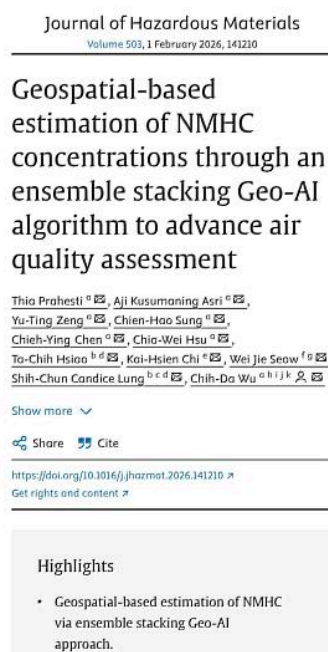 Journal of Hazardous Materials
Volume 503, 1 February 2026, 141210
Geospatial-based
estimation of NMHC
concentrations through an
ensemble stacking Geo-AI
algorithm to advance air
quality assessment
Thia Prahesti a, Aji Kusumaning Asri a,
Yu-Ting Zeng a, Chien-Hao Sung a,
Chieh-Ying Chen a, Chia-Wei Hsu a,
Ta-Chih Hsiao b d, Kai-Hsien Chi e, Wei Jie Seow f g
Shih-Chun Candice Lung b c d, Chih-Da Wu a h i j k
Show more
Share Cite
https://doi.org/10.1016/j.jhazmat.2026.141210
Get rights and content
Highlights
• Geospatial-based estimation of NMHC
via ensemble stacking Geo-AI
approach.